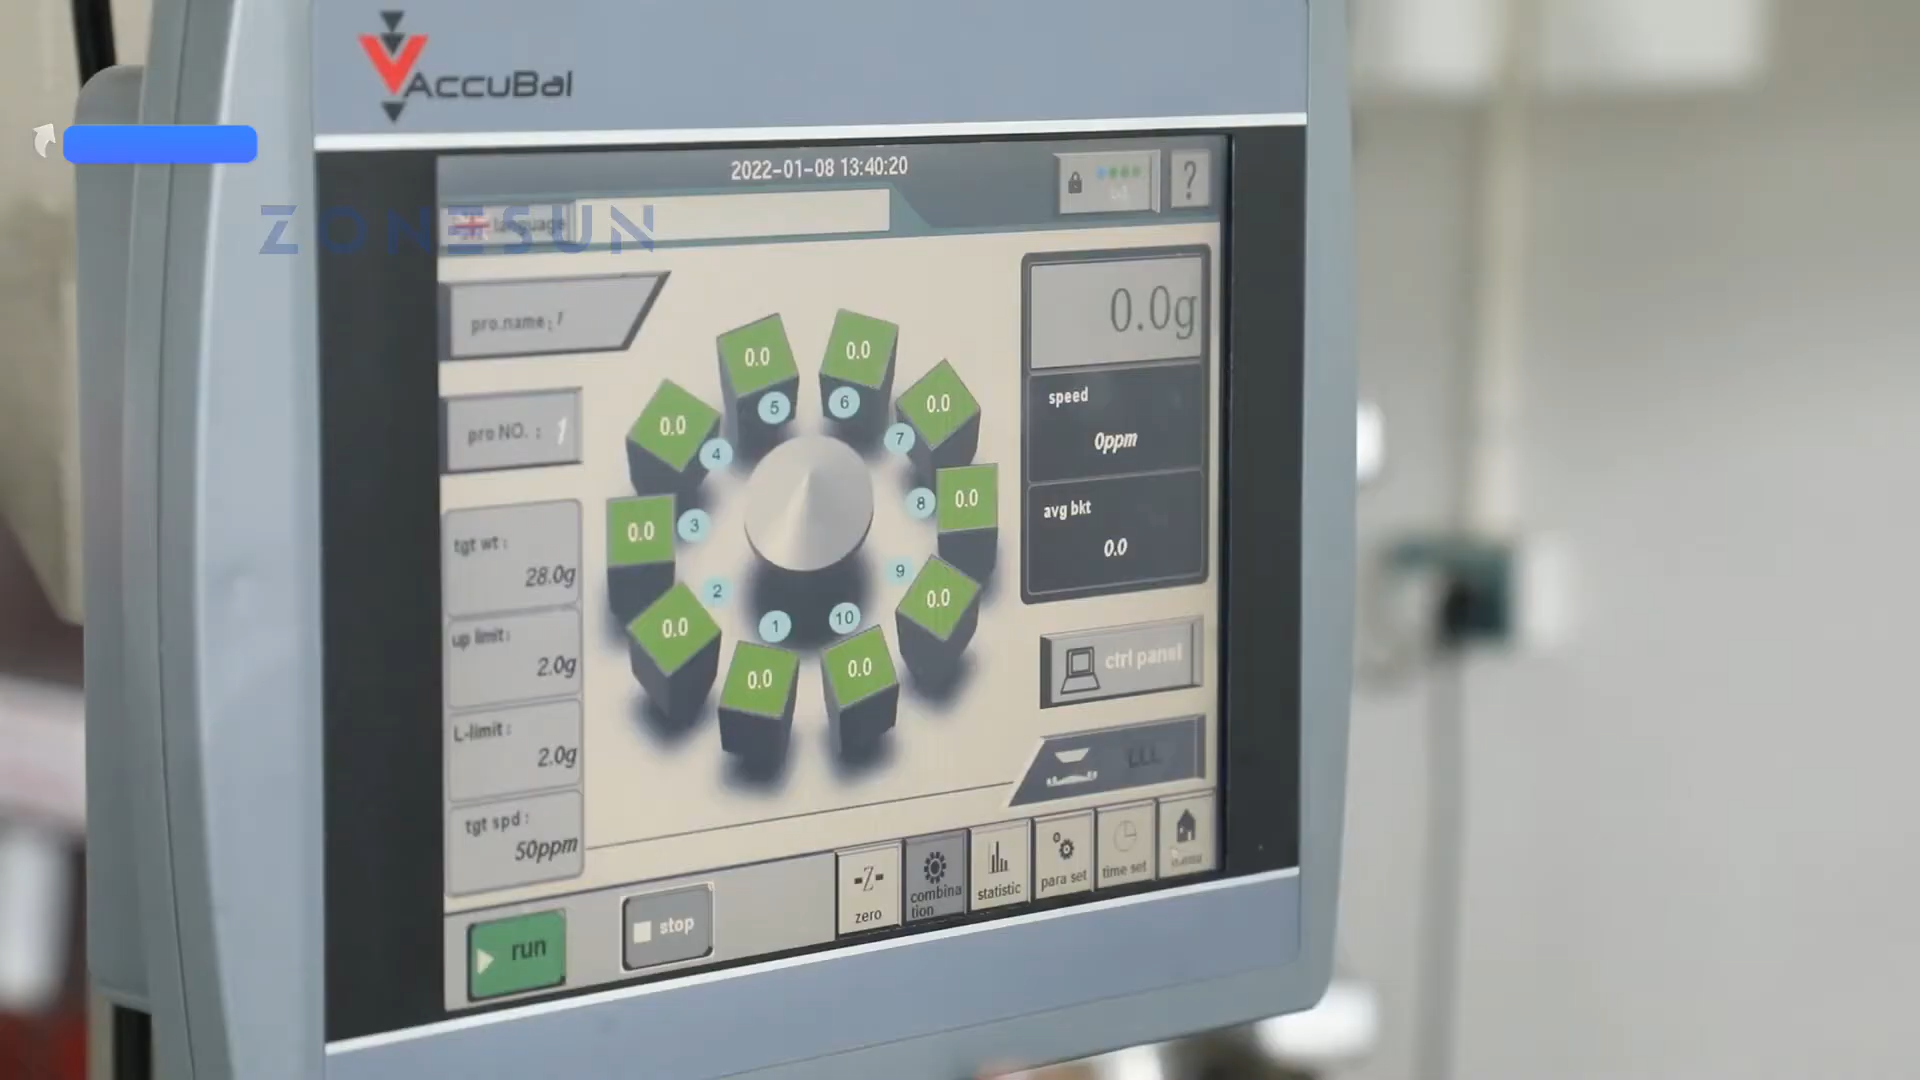 AccuBal
2022-01-08 13:40:20
?
language
ZONESUN
pro.name: 1
pro NO. : 1
tgt wt :
28.0g
up limit:
2.0g
L-limit :
2.0g
tgt spd :
50ppm
0.0
5
0.0
6
0.0
4
0.0
7
0.0
3
0.0
8
0.0
2
0.0
9
0.0
1
0.0
10
0.0g
speed
0ppm
avg bkt
0.0
ctrl panel
run
stop
-Z-
zero
combina
tion
statistic
para set
time set